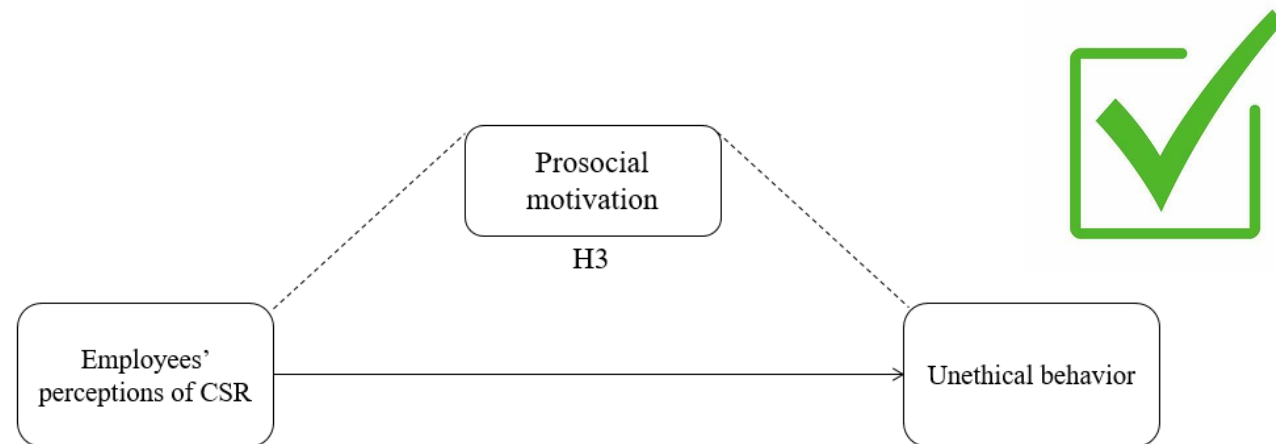 Prosocial
motivation
H3
Employees’
perceptions of CSR
Unethical behavior